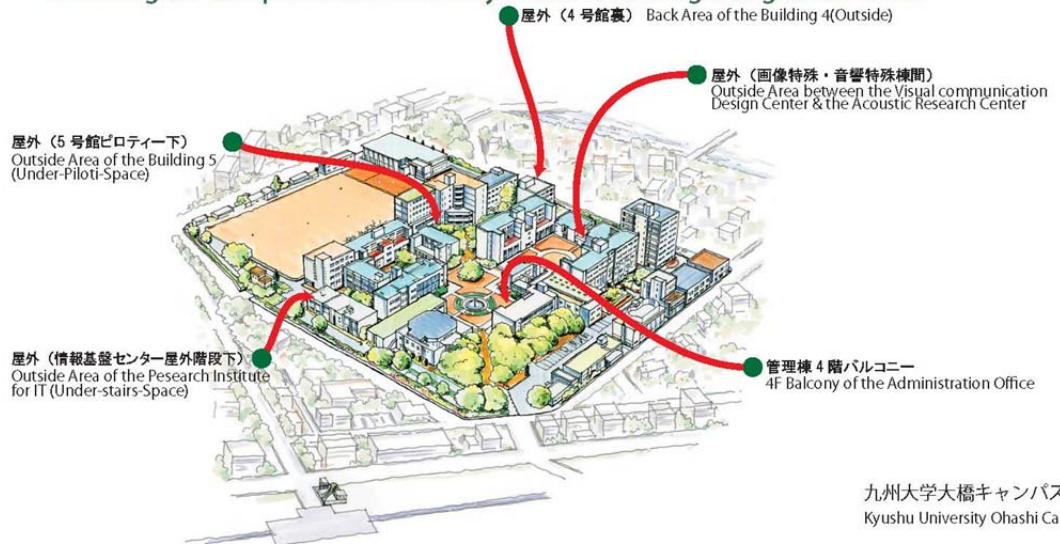 屋外（4 号館裏） Back Area of the Building 4(Outside)
屋外（画像特殊・音響特殊棟間）
Outside Area between the Visual communication
Design Center & the Acoustic Research Center
屋外（5 号館ピロティー下）
Outside Area of the Building 5
(Under-Piloti-Space)
屋外（情報基盤センター屋外階段下）
Outside Area of the Pesearch Institute
for IT (Under-stairs-Space)
管理棟 4 階バルコニー
4F Balcony of the Administration Office
九州大学大橋キャンパス
Kyushu University Ohashi Ca